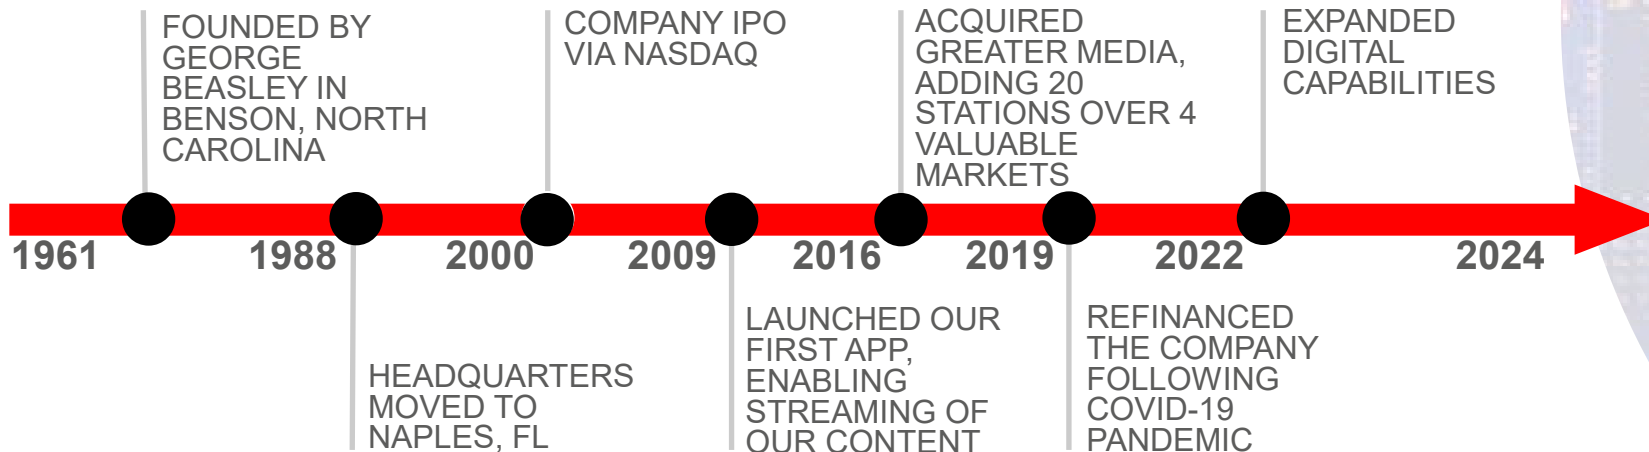 FOUNDED BY
GEORGE
BEASLEY IN
BENSON, NORTH
CAROLINA
COMPANY IPO
VIA NASDAQ
ACQUIRED
GREATER MEDIA,
ADDING 20
STATIONS OVER 4
VALUABLE
MARKETS
EXPANDED
DIGITAL
CAPABILITIES
1961 1988 2000 2009 2016 2019 2022 2024
HEADQUARTERS
MOVED TO
NAPLES, FL
LAUNCHED OUR
FIRST APP,
ENABLING
STREAMING OF
OUR CONTENT
REFINANCED
THE COMPANY
FOLLOWING
COVID-19
PANDEMIC